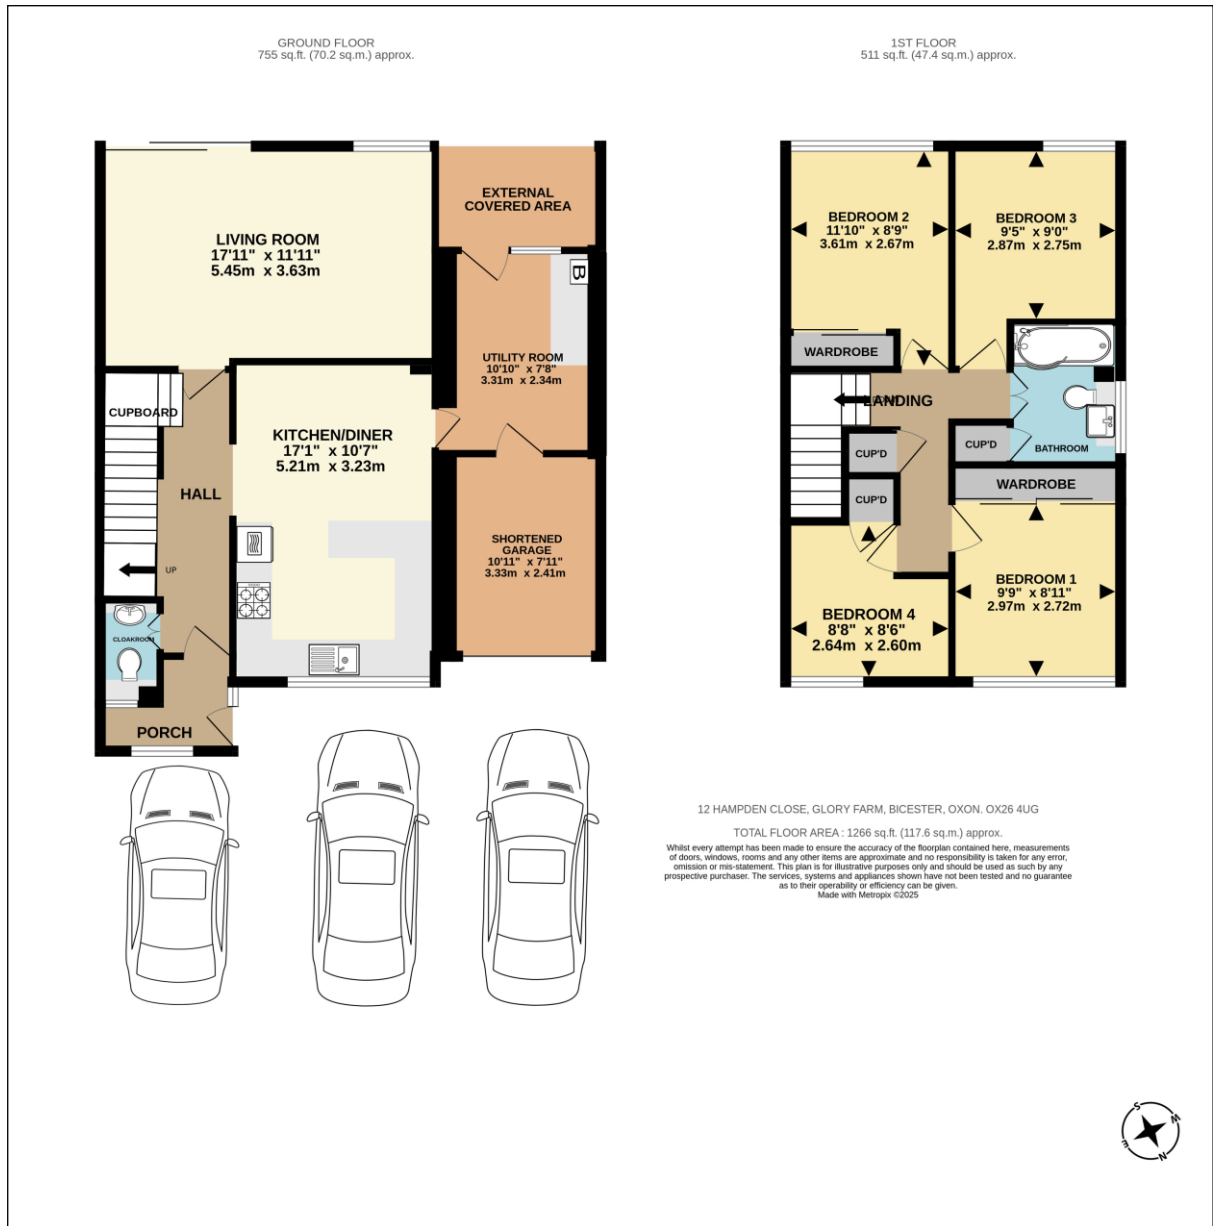 GROUND FLOOR
755 sq.ft. (70.2 sq.m.) approx.
EXTERNAL
COVERED AREA
LIVING ROOM
17'11" x 11'11"
5.45m x 3.63m
B
UTILITY ROOM
10'10" x 7'8"
3.31m x 2.34m
CUPBOARD
KITCHEN/DINER
17'1" x 10'7"
5.21m x 3.23m
HALL
SHORTENED
GARAGE
10'11" x 7'11"
3.33m x 2.41m
UP
CLOAKROOM
PORCH
1ST FLOOR
511 sq.ft. (47.4 sq.m.) approx.
BEDROOM 2
11'10" x 8'9"
3.61m x 2.67m
BEDROOM 3
9'5" x 9'0"
2.87m x 2.75m
WARDROBE
LANDING
CUP'D
CUP'D
BATHROOM
CUP'D
WARDROBE
BEDROOM 1
9'9" x 8'11"
2.97m x 2.72m
BEDROOM 4
8'8" x 8'6"
2.64m x 2.60m
12 HAMPDEN CLOSE, GLORY FARM, BICESTER, OXON. OX26 4UG
TOTAL FLOOR AREA : 1266 sq.ft. (117.6 sq.m.) approx.
Whilst every attempt has been made to ensure the accuracy of the floorplan contained here, measurements
of doors, windows, rooms and any other items are approximate and no responsibility is taken for any error,
omission or mis-statement. This plan is for illustrative purposes only and should be used as such by any
prospective purchaser. The services, systems and appliances shown have not been tested and no guarantee
as to their operability or efficiency can be given.
Made with Metropix ©2025
S
W
E
N